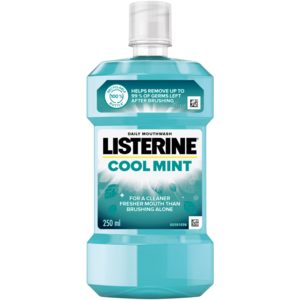 100%
HELPS REMOVE UP TO
99% OF GERMS LEFT
AFTER BRUSHING
DAILY MOUTHWASH
LISTERINE
COOL MINT
FOR A CLEANER
FRESHER MOUTH THAN
BRUSHING ALONE
250 ml